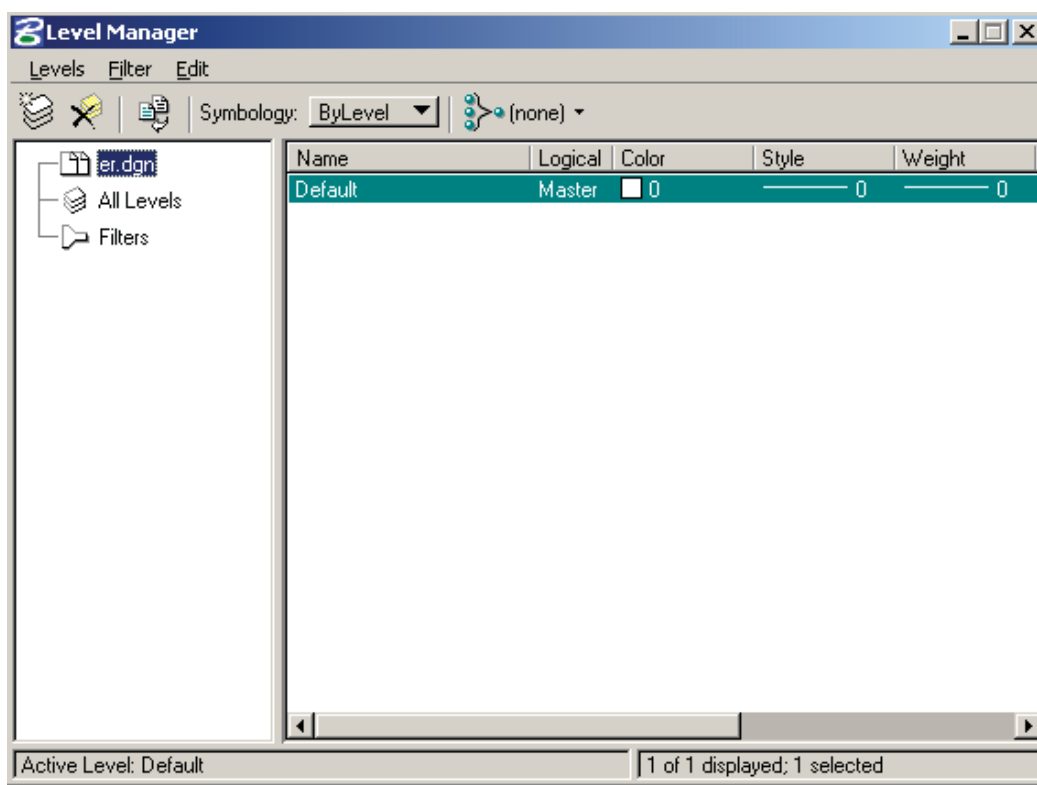 Level Manager
Levels Filter Edit
Symbology: ByLevel (none)
er.dgn
All Levels
Filters
Name Logical Color Style Weight
Default Master 0 0 0
Active Level: Default 1 of 1 displayed; 1 selected